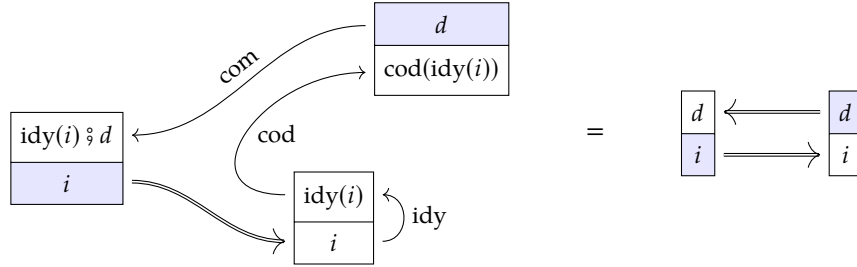 d
cod(idy(i))
com
cod
idy(i) ⨟ d
i
idy(i)
i
idy
=
d
i
d
i